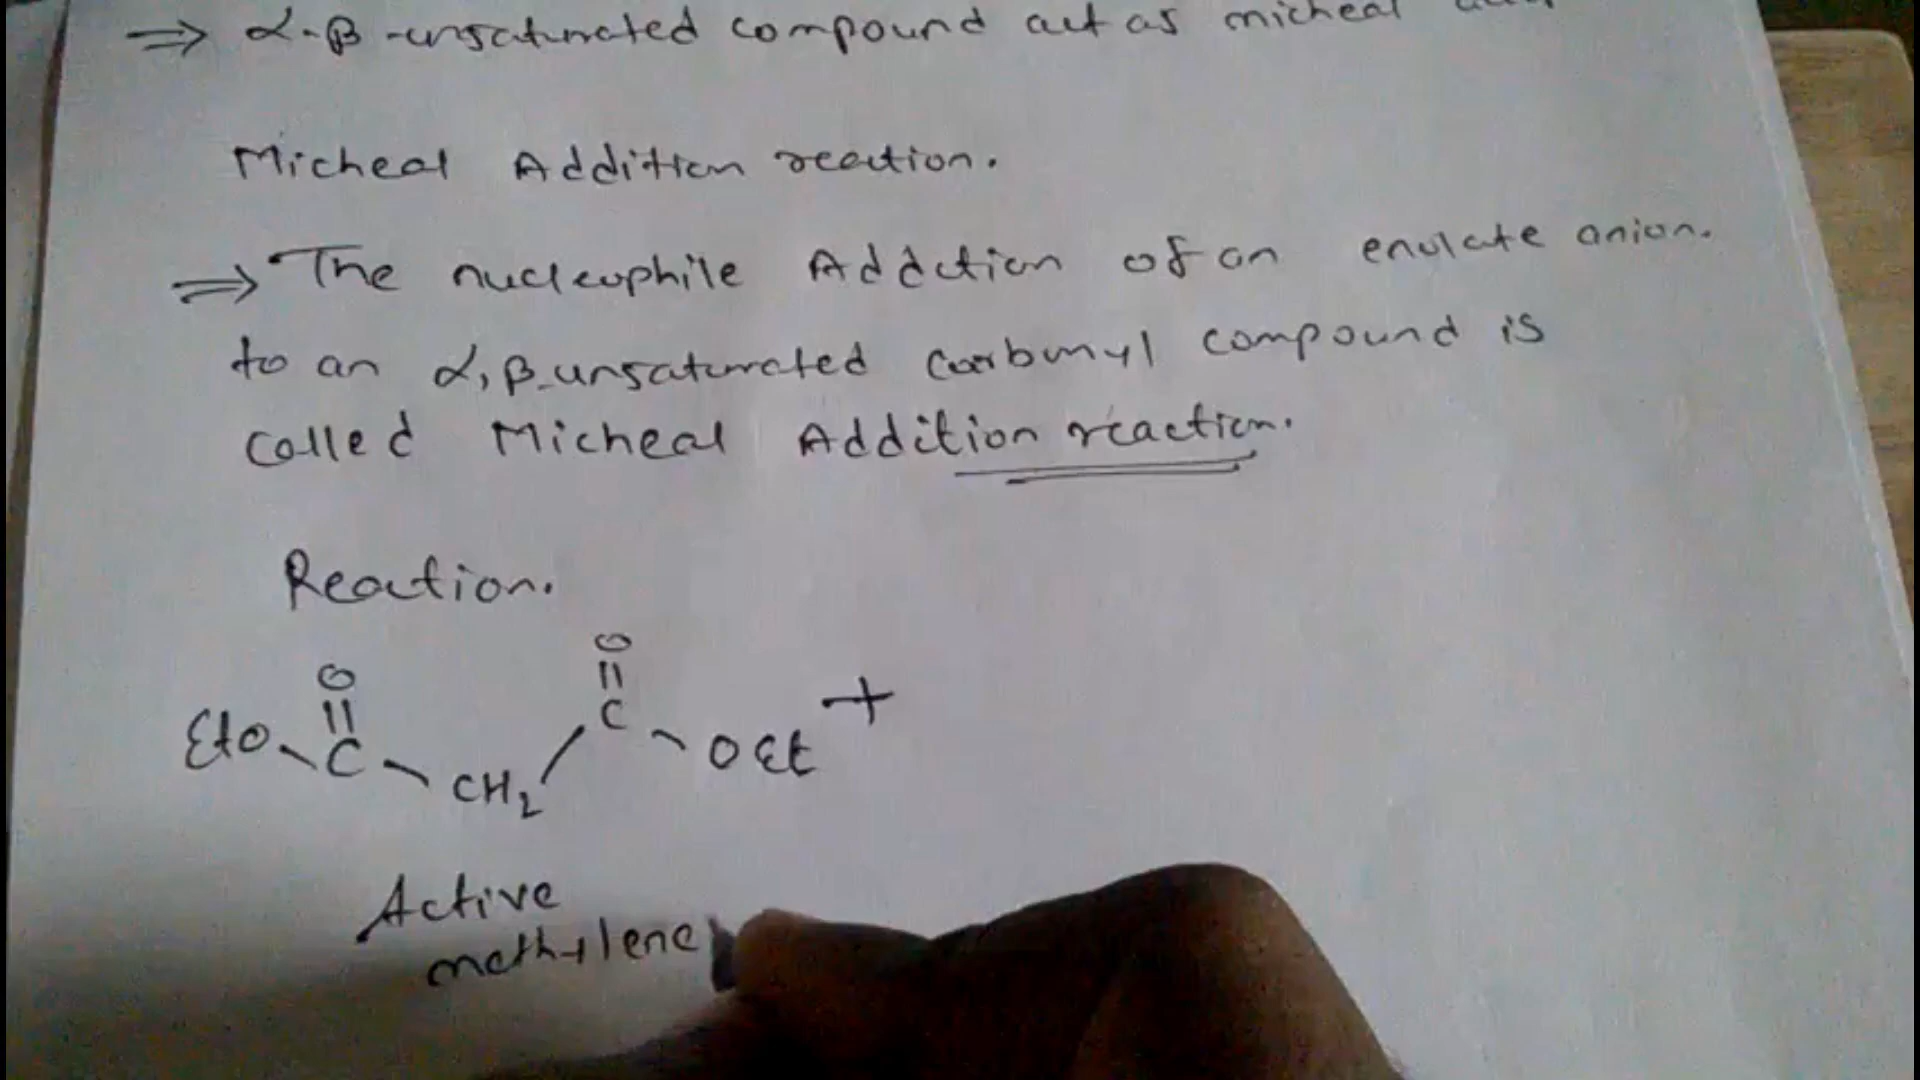 ⇒ α-β-unsaturated compound act as micheal
Micheal Addition reaction.
⇒ The nucleophile Addition of an enolate anion.
to an α,β-unsaturated carbonyl compound is
called Micheal Addition reaction.
Reaction.
O O
|| ||
EtO C CH2 C OEt +
Active
methylene